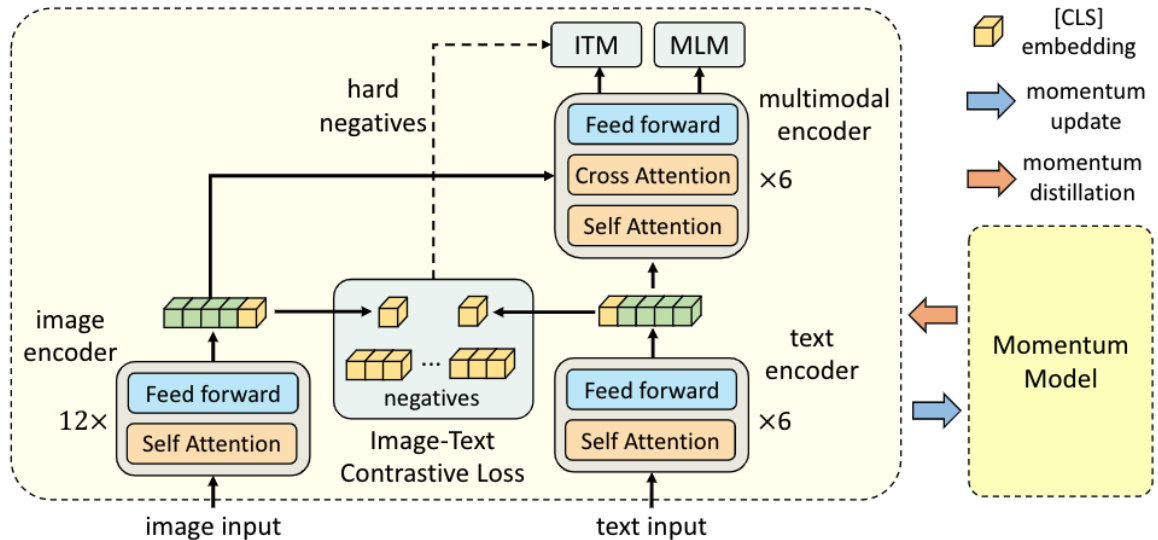 ITM
MLM
hard
negatives
Feed forward
Cross Attention
Self Attention
multimodal
encoder
×6
image
encoder
12×
Feed forward
Self Attention
...
negatives
Image-Text
Contrastive Loss
text
encoder
Feed forward
Self Attention
×6
image input
text input
[CLS]
embedding
momentum
update
momentum
distillation
Momentum
Model